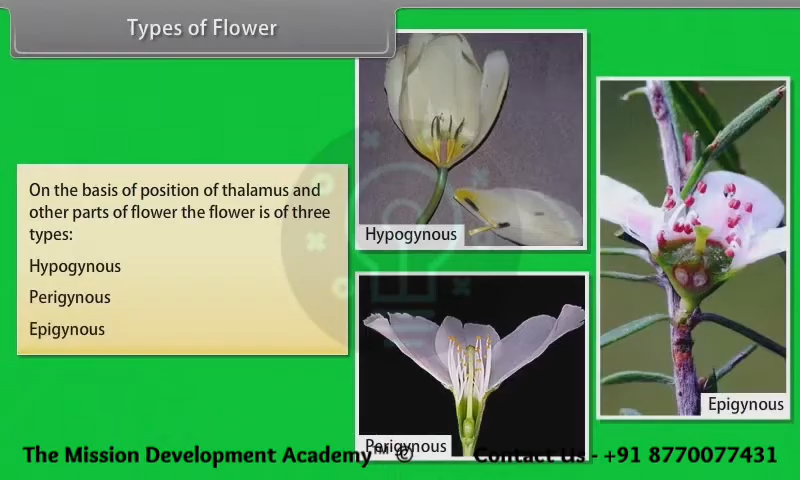 Types of Flower
On the basis of position of thalamus and
other parts of flower the flower is of three
types:
Hypogynous
Perigynous
Epigynous
Hypogynous
Perigynous
Epigynous
The Mission Development Academy™ © Contact Us - +91 8770077431